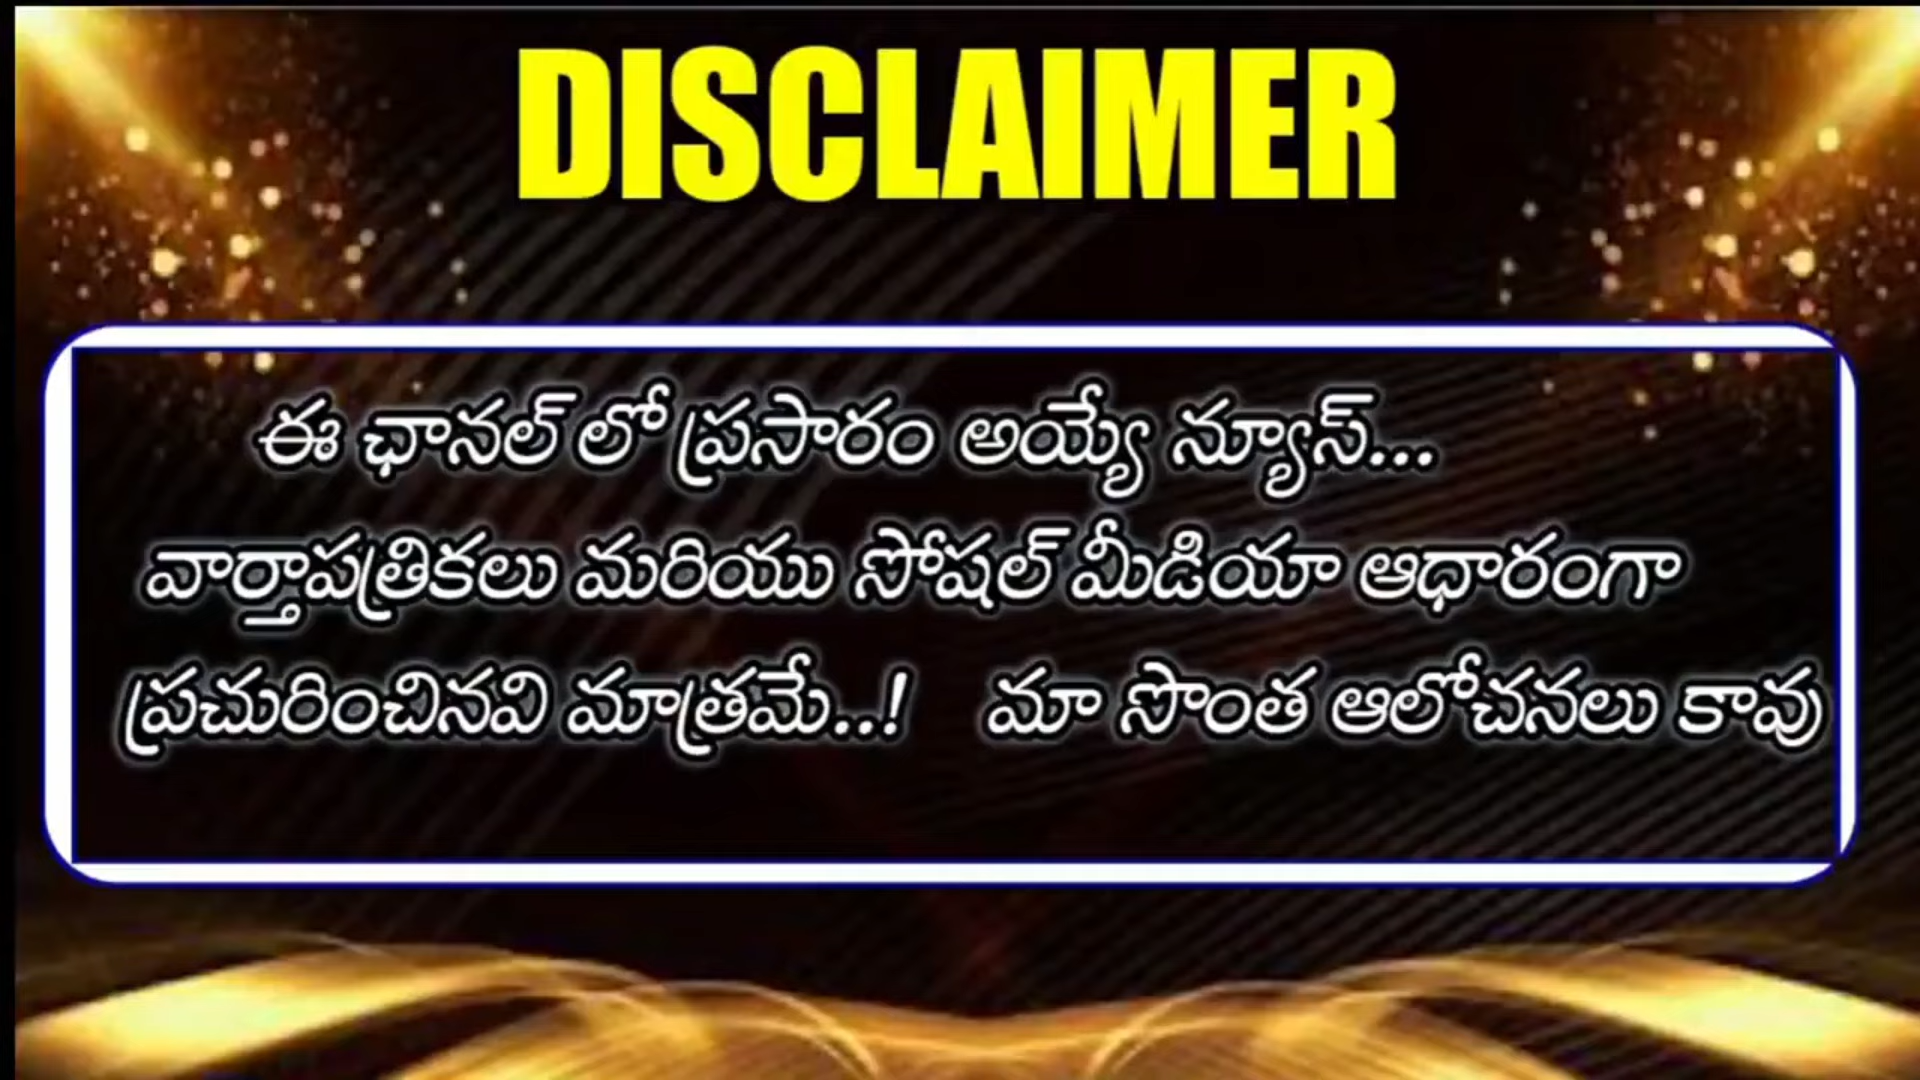 DISCLAIMER
ఈ ఛానల్ లో ప్రసారం అయ్యే న్యూస్...
వార్తాపత్రికలు మరియు సోషల్ మీడియా ఆధారంగా
ప్రచురించినవి మాత్రమే..! మా సొంత ఆలోచనలు కావు